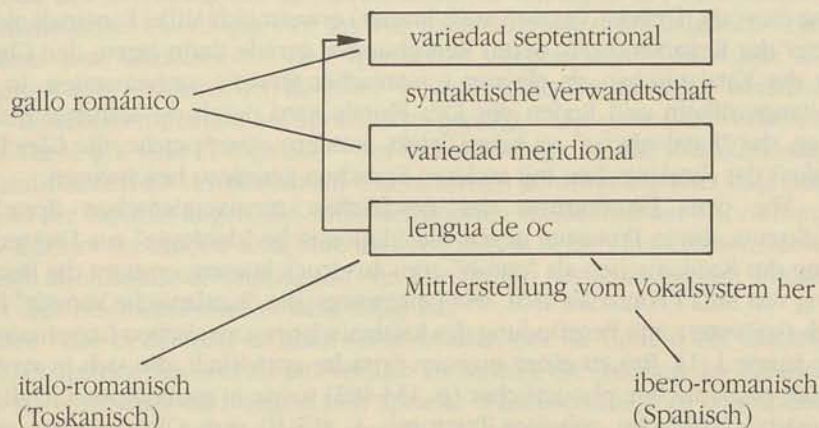 variedad septentrional
gallo románico
syntaktische Verwandtschaft
variedad meridional
lengua de oc
Mittlerstellung vom Vokalsystem her
italo-romanisch
(Toskanisch)
ibero-romanisch
(Spanisch)